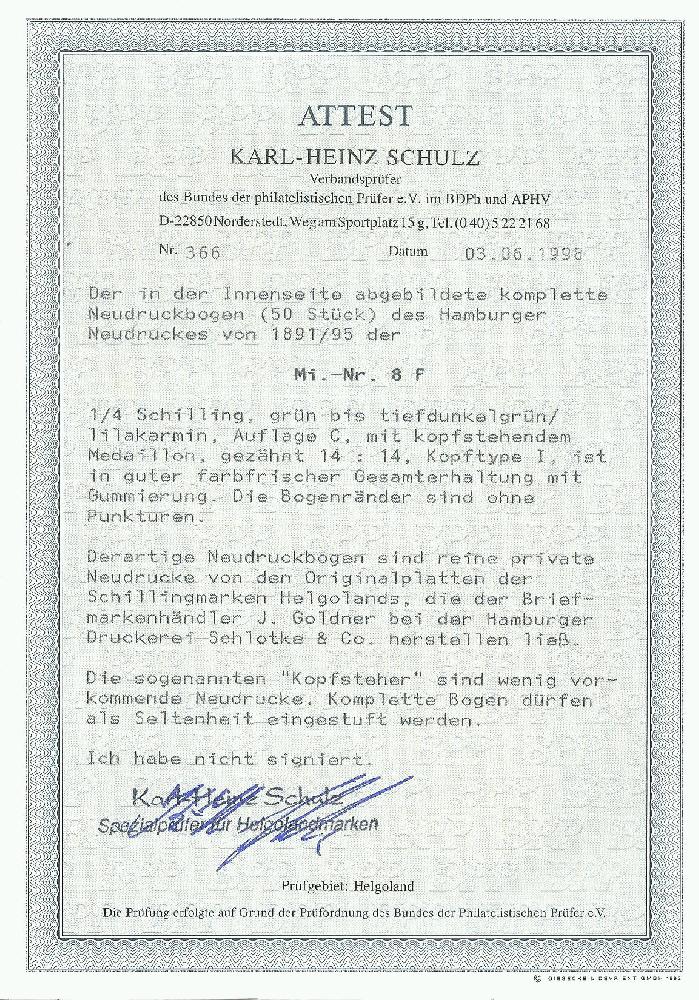 ATTEST
KARL-HEINZ SCHULZ
Verbandsprüfer
des Bundes der philatelistischen Prüfer e.V. im BDPh und APHV
D-22850 Norderstedt, Weg am Sportplatz 15 g, Tel. (0 40) 5 22 21 68
Nr. 366 Datum 03.06.1998
Der in der Innenseite abgebildete komplette
Neudruckbogen (50 Stück) des Hamburger
Neudruckes von 1891/95 der
Mi.-Nr. 8 F
1/4 Schilling, grün bis tiefdunkelgrün/
lilakarmin, Auflage C, mit kopfstehendem
Medaillon, gezähnt 14 : 14, Kopftype I, ist
in guter farbfrischer Gesamterhaltung mit
Gummierung. Die Bogenränder sind ohne
Punkturen.
Derartige Neudruckbogen sind reine private
Neudrucke von den Originalplatten der
Schillingmarken Helgolands, die der Brief-
markenhändler J. Goldner bei der Hamburger
Druckerei Schlotke & Co. herstellen ließ.
Die sogenannten "Kopfsteher" sind wenig vor-
kommende Neudrucke. Komplette Bogen dürfen
als Seltenheit eingestuft werden.
Ich habe nicht signiert.
Karl-Heinz Schulz
Spezialprüfer für Helgolandmarken
Prüfgebiet: Helgoland
Die Prüfung erfolgte auf Grund der Prüfordnung des Bundes der Philatelistischen Prüfer e.V.